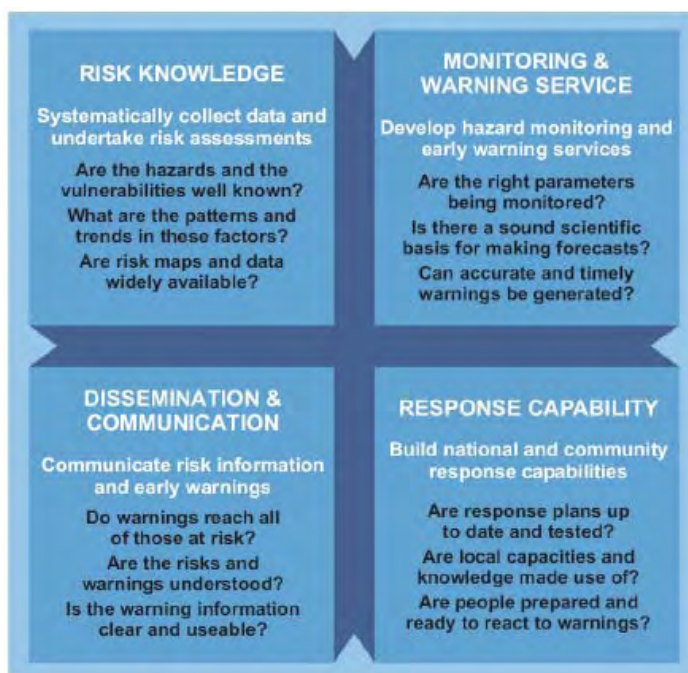 RISK KNOWLEDGE
Systematically collect data and
undertake risk assessments
Are the hazards and the
vulnerabilities well known?
What are the patterns and
trends in these factors?
Are risk maps and data
widely available?
MONITORING &
WARNING SERVICE
Develop hazard monitoring and
early warning services
Are the right parameters
being monitored?
Is there a sound scientific
basis for making forecasts?
Can accurate and timely
warnings be generated?
DISSEMINATION &
COMMUNICATION
Communicate risk information
and early warnings
Do warnings reach all
of those at risk?
Are the risks and
warnings understood?
Is the warning information
clear and useable?
RESPONSE CAPABILITY
Build national and community
response capabilities
Are response plans up
to date and tested?
Are local capacities and
knowledge made use of?
Are people prepared and
ready to react to warnings?